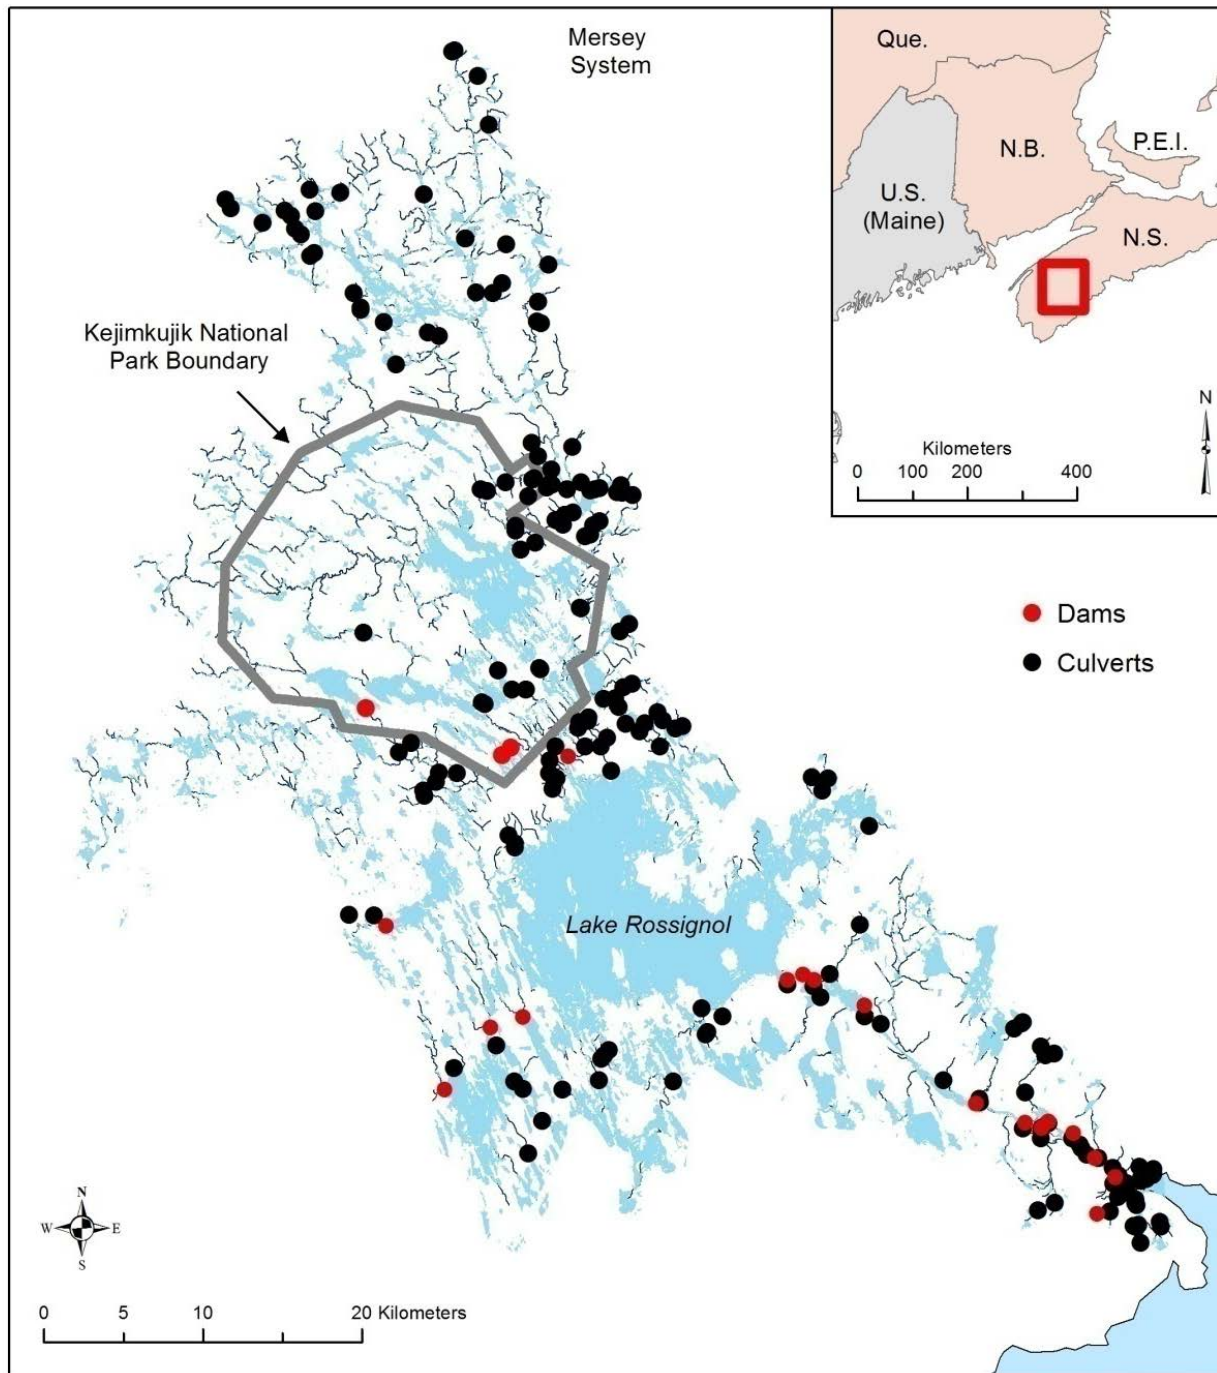 Mersey
System
Que.
N.B.
P.E.I.
U.S.
(Maine)
N.S.
N
Kilometers
0 100 200 400
Kejimkujik National
Park Boundary
Dams
Culverts
Lake Rossignol
N
W E
S
0 5 10 20 Kilometers